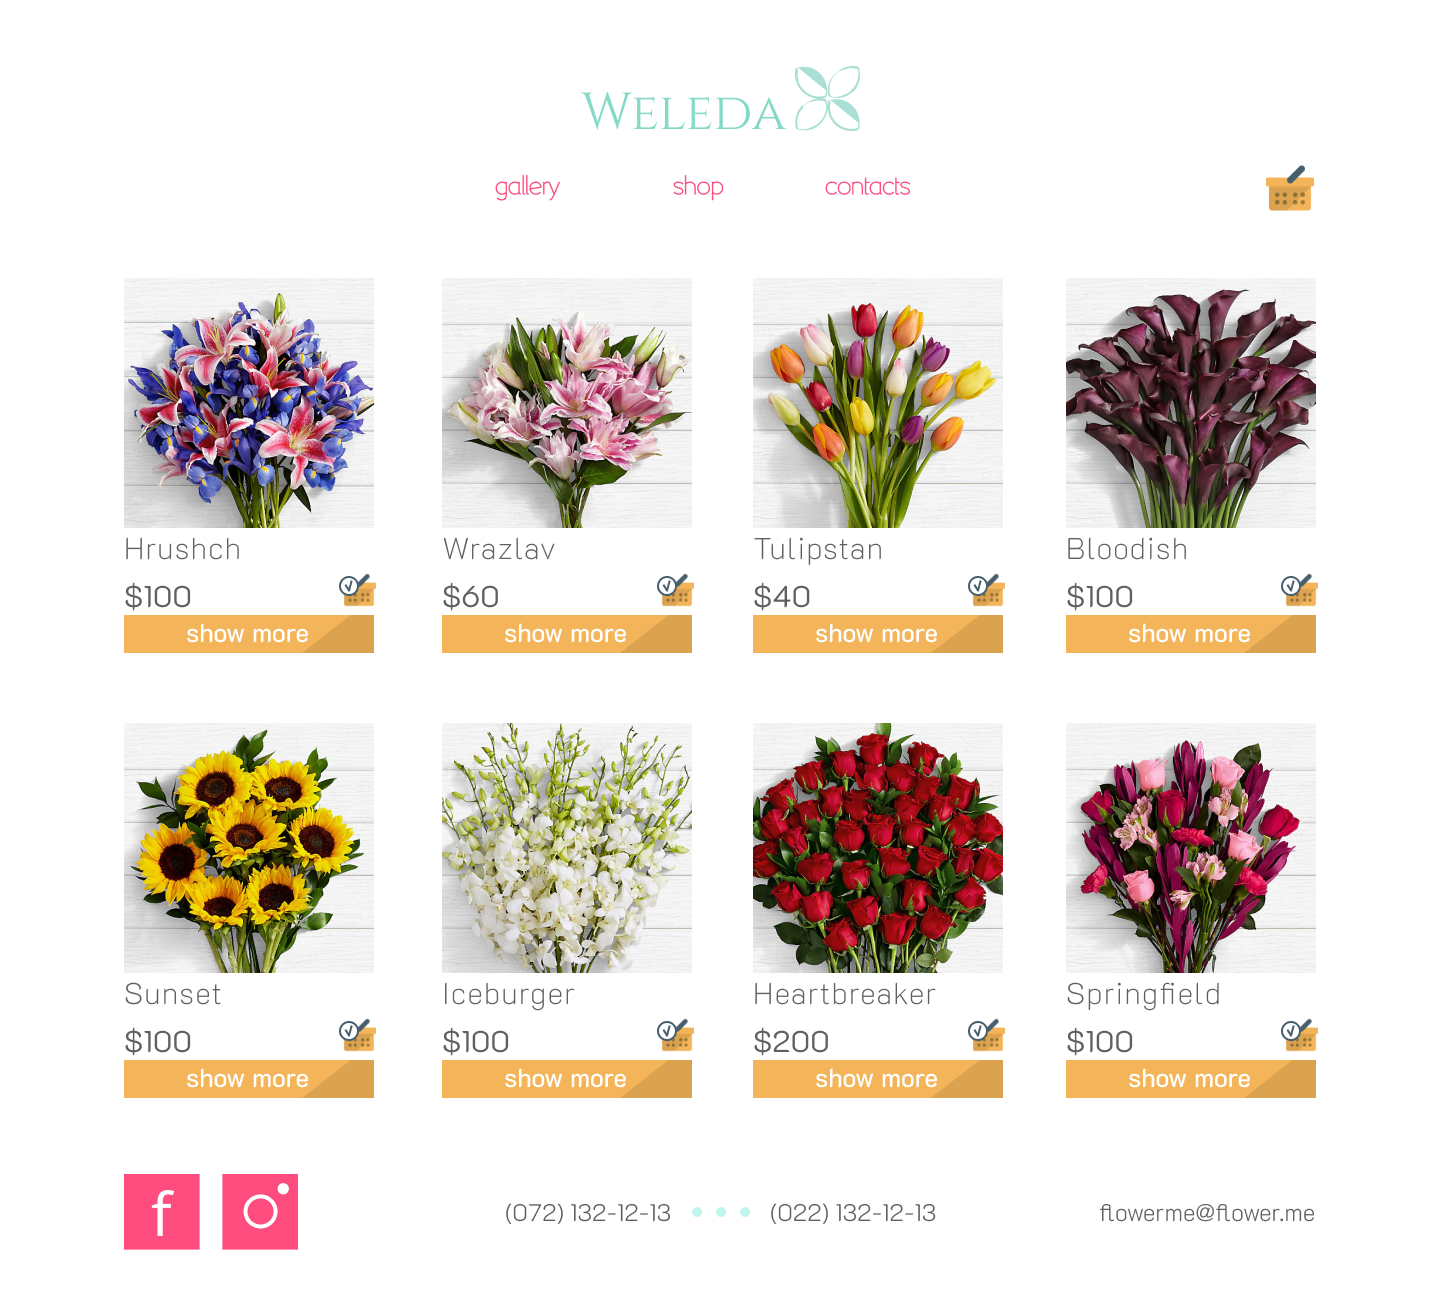 WELEDA
gallery shop contacts
Hrushch Wrazlav Tulipstan Bloodish
$100 $60 $40 $100
show more show more show more show more
Sunset Iceburger Heartbreaker Springfield
$100 $100 $200 $100
show more show more show more show more
f (072) 132-12-13 (022) 132-12-13 flowerme@flower.me